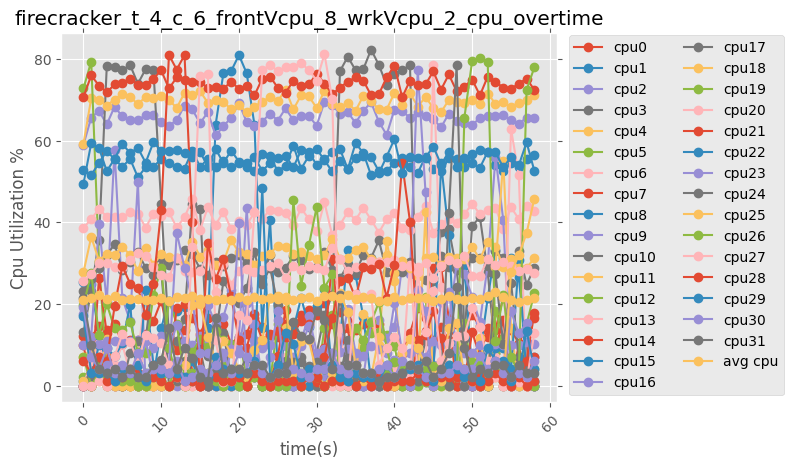 firecracker_t_4_c_6_frontVcpu_8_wrkVcpu_2_cpu_overtime
Cpu Utilization %
80
60
40
20
0
0
10
20
30
40
50
60
time(s)
cpu0
cpu1
cpu2
cpu3
cpu4
cpu5
cpu6
cpu7
cpu8
cpu9
cpu10
cpu11
cpu12
cpu13
cpu14
cpu15
cpu16
cpu17
cpu18
cpu19
cpu20
cpu21
cpu22
cpu23
cpu24
cpu25
cpu26
cpu27
cpu28
cpu29
cpu30
cpu31
avg cpu